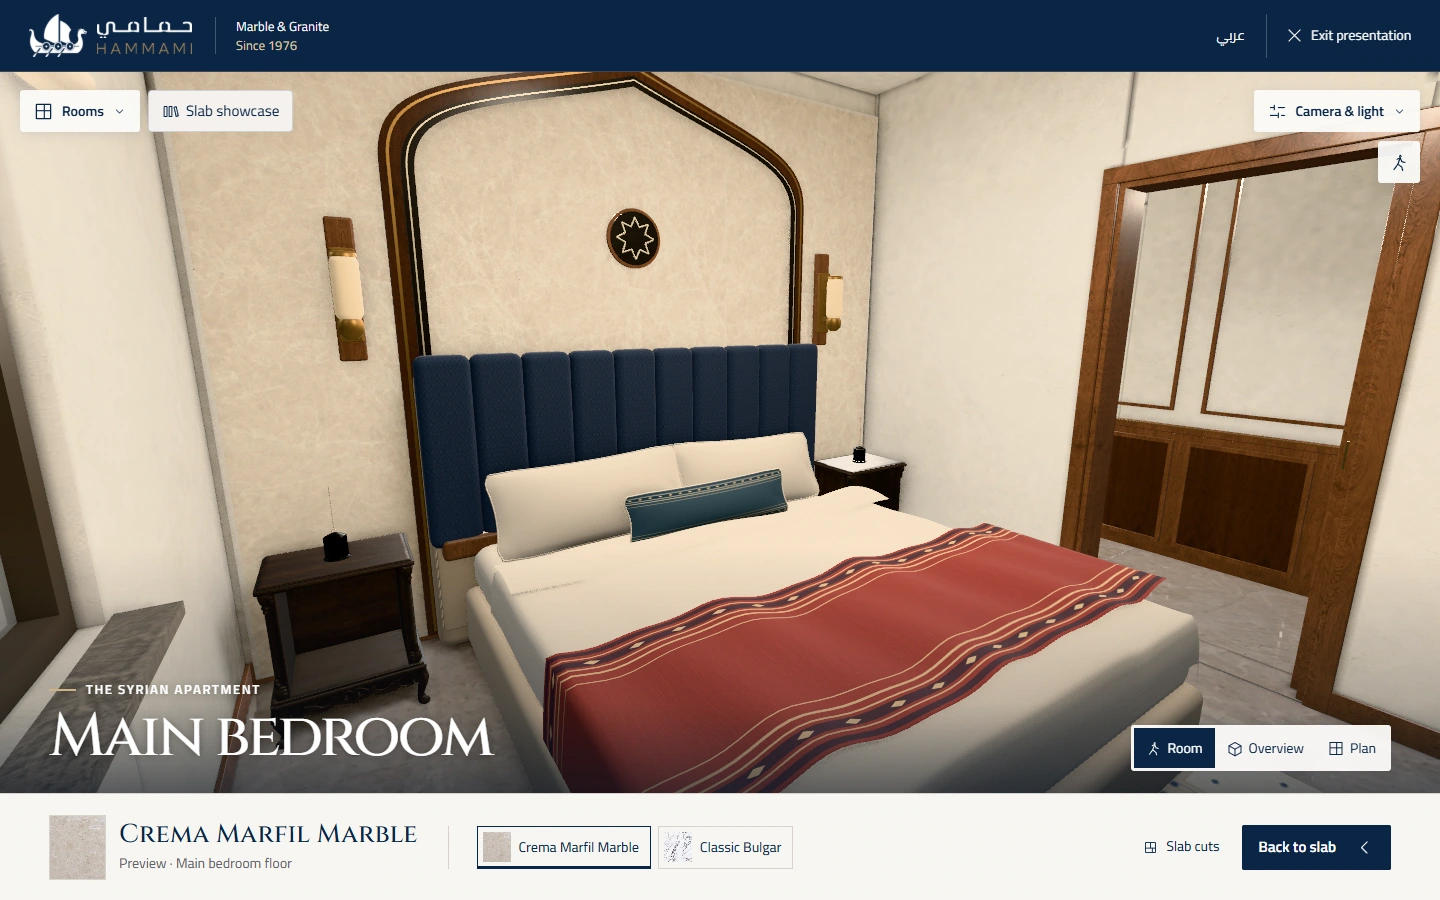 حمامي
HAMMAMI
Marble & Granite
Since 1976
عربي
Exit presentation
Rooms
Slab showcase
Camera & light
THE SYRIAN APARTMENT
MAIN BEDROOM
Room
Overview
Plan
CREMA MARFIL MARBLE
Preview · Main bedroom floor
Crema Marfil Marble
Classic Bulgar
Slab cuts
Back to slab